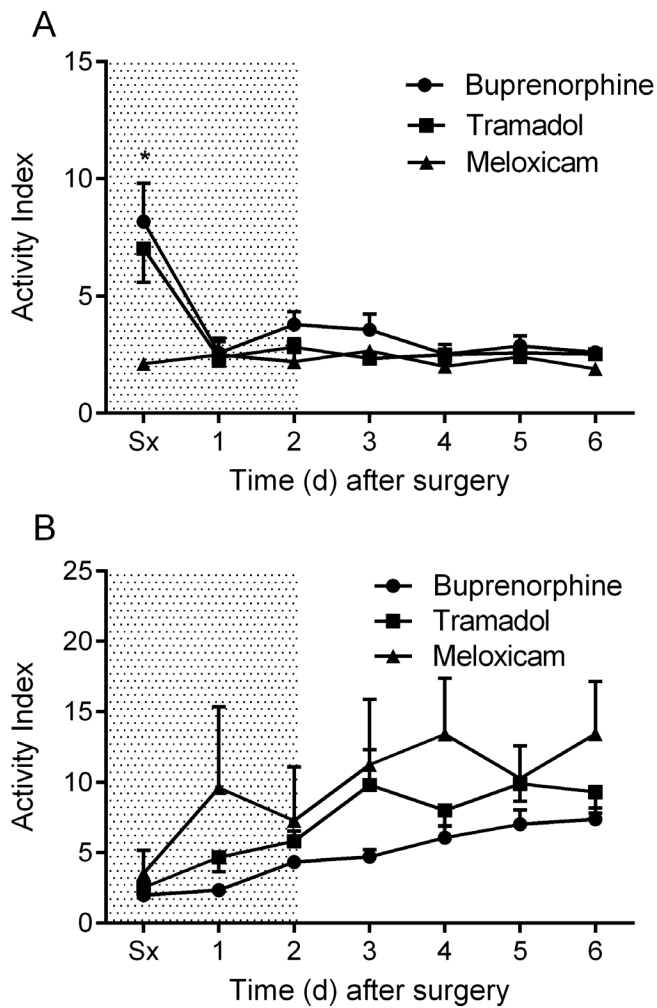 A
15
10
5
0
Activity Index
*
Buprenorphine
Tramadol
Meloxicam
Sx 1 2 3 4 5 6
Time (d) after surgery
B
25
20
15
10
5
0
Activity Index
Buprenorphine
Tramadol
Meloxicam
Sx 1 2 3 4 5 6
Time (d) after surgery